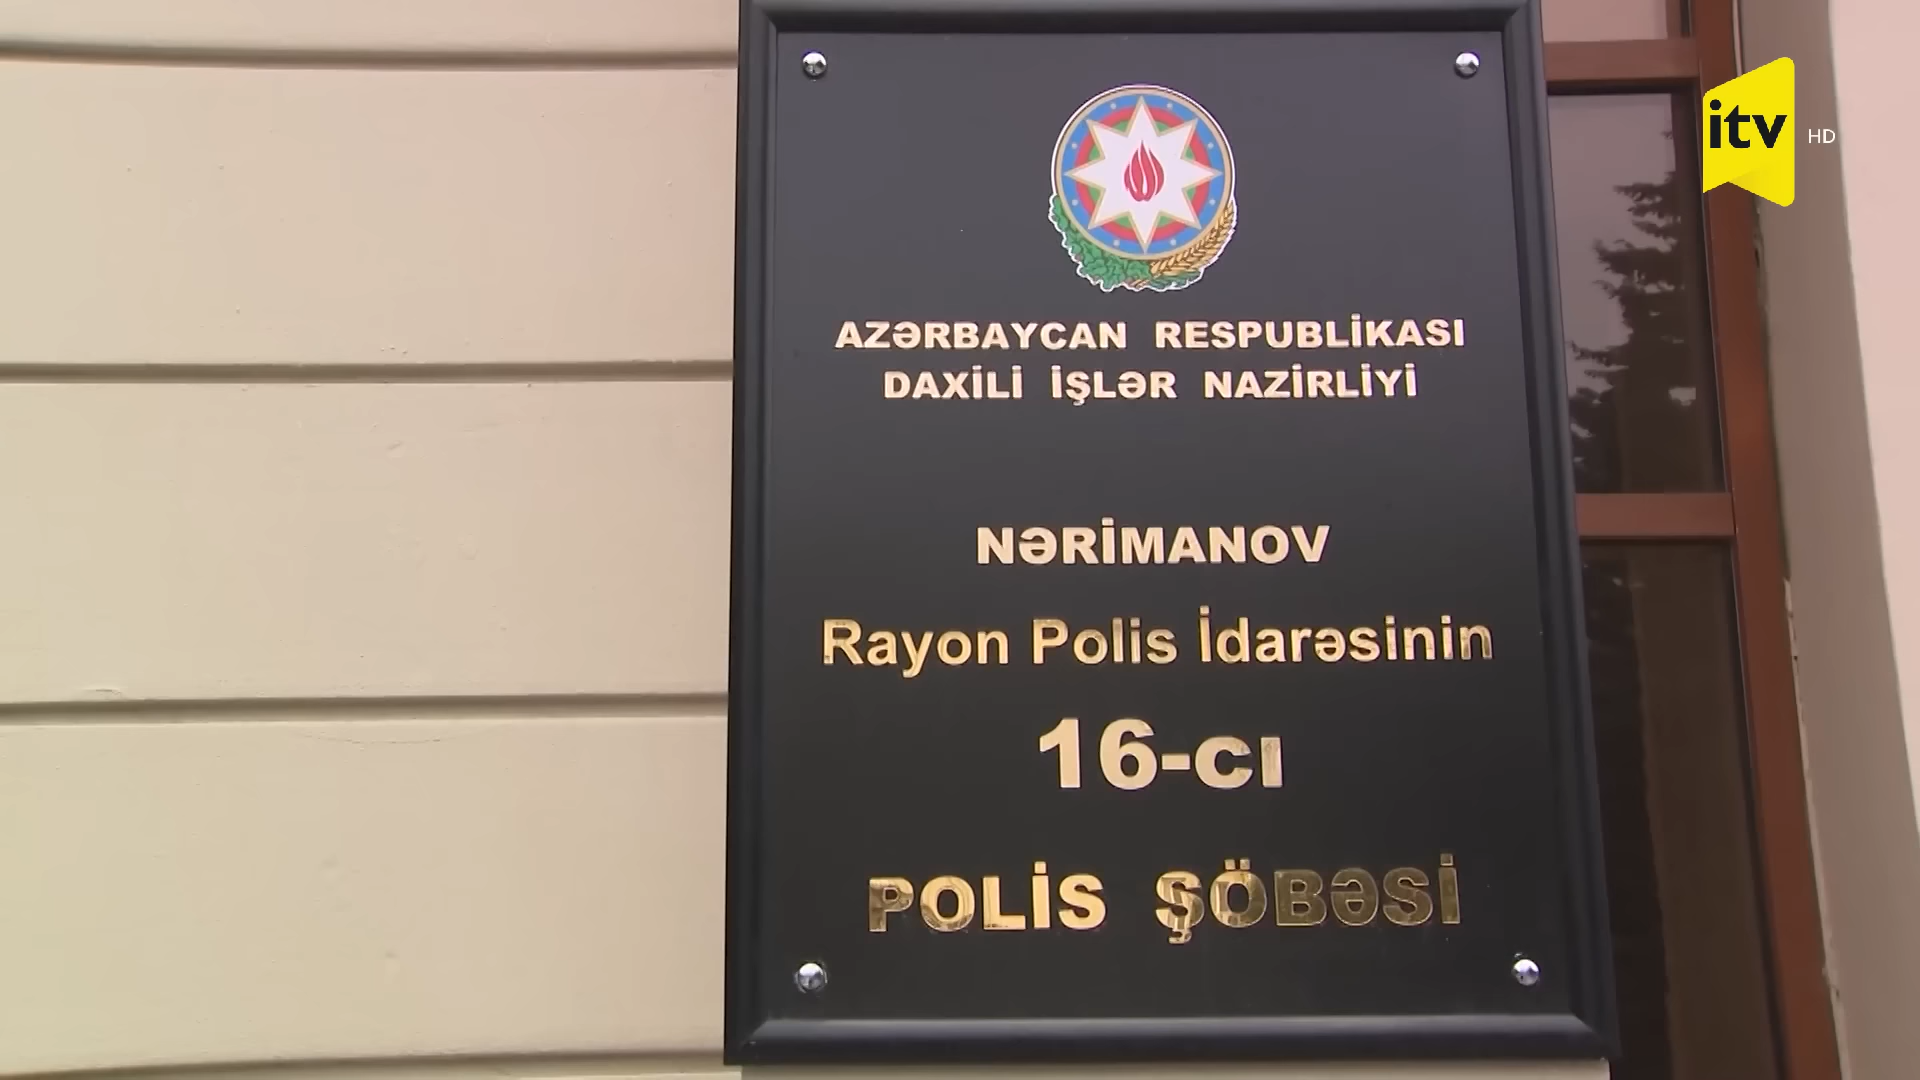 itv HD
AZƏRBAYCAN RESPUBLİKASI
DAXİLİ İŞLƏR NAZİRLİYİ
NƏRİMANOV
Rayon Polis İdarəsinin
16-cı
POLİS ŞÖBƏSİ